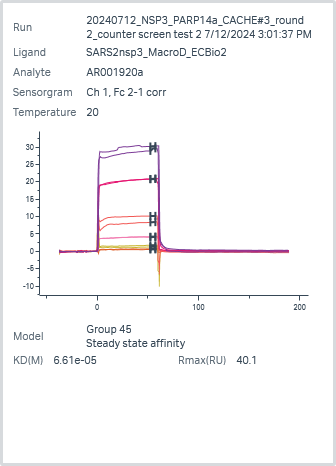 Run 20240712_NSP3_PARP14a_CACHE#3_round
2_counter screen test 2 7/12/2024 3:01:37 PM
Ligand SARS2nsp3_MacroD_ECBio2
Analyte AR001920a
Sensorgram Ch 1, Fc 2-1 corr
Temperature 20
30
25
20
15
10
5
0
-5
-10
0 100 200
Model Group 45
Steady state affinity
KD(M) 6.61e-05 Rmax(RU) 40.1